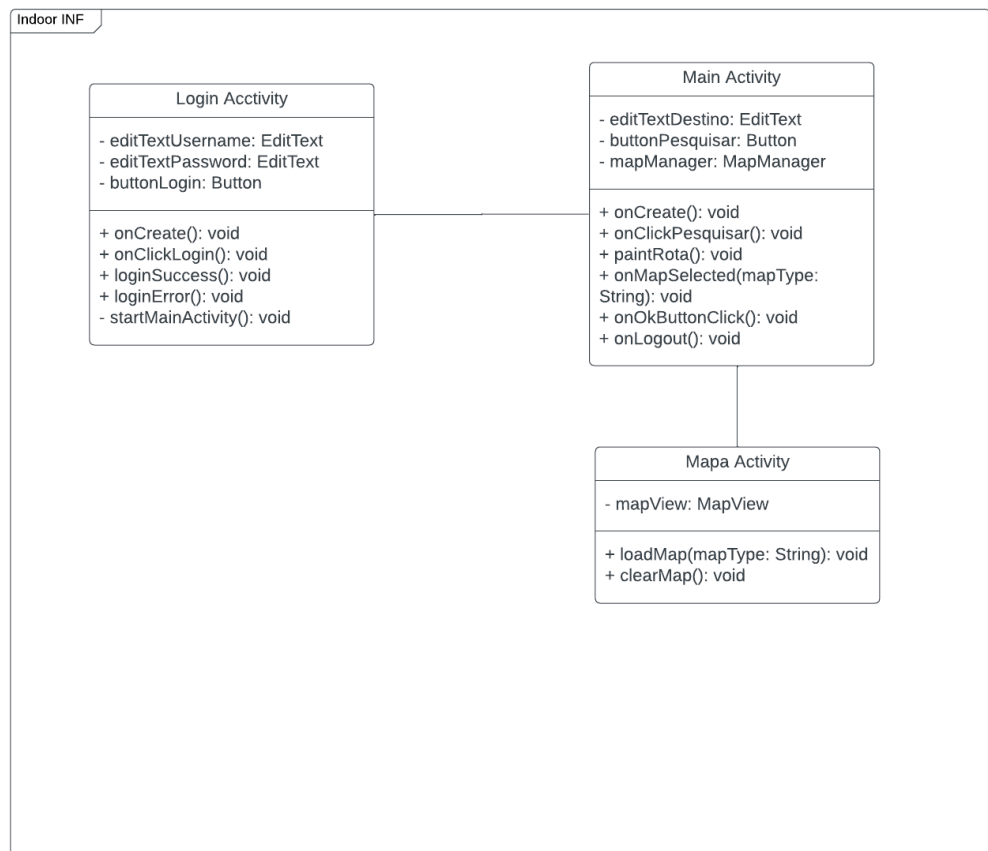 Indoor INF
Login Acctivity
- editTextUsername: EditText
- editTextPassword: EditText
- buttonLogin: Button
+ onCreate(): void
+ onClickLogin(): void
+ loginSuccess(): void
+ loginError(): void
- startMainActivity(): void
Main Activity
- editTextDestino: EditText
- buttonPesquisar: Button
- mapManager: MapManager
+ onCreate(): void
+ onClickPesquisar(): void
+ paintRota(): void
+ onMapSelected(mapType:
String): void
+ onOkButtonClick(): void
+ onLogout(): void
Mapa Activity
- mapView: MapView
+ loadMap(mapType: String): void
+ clearMap(): void